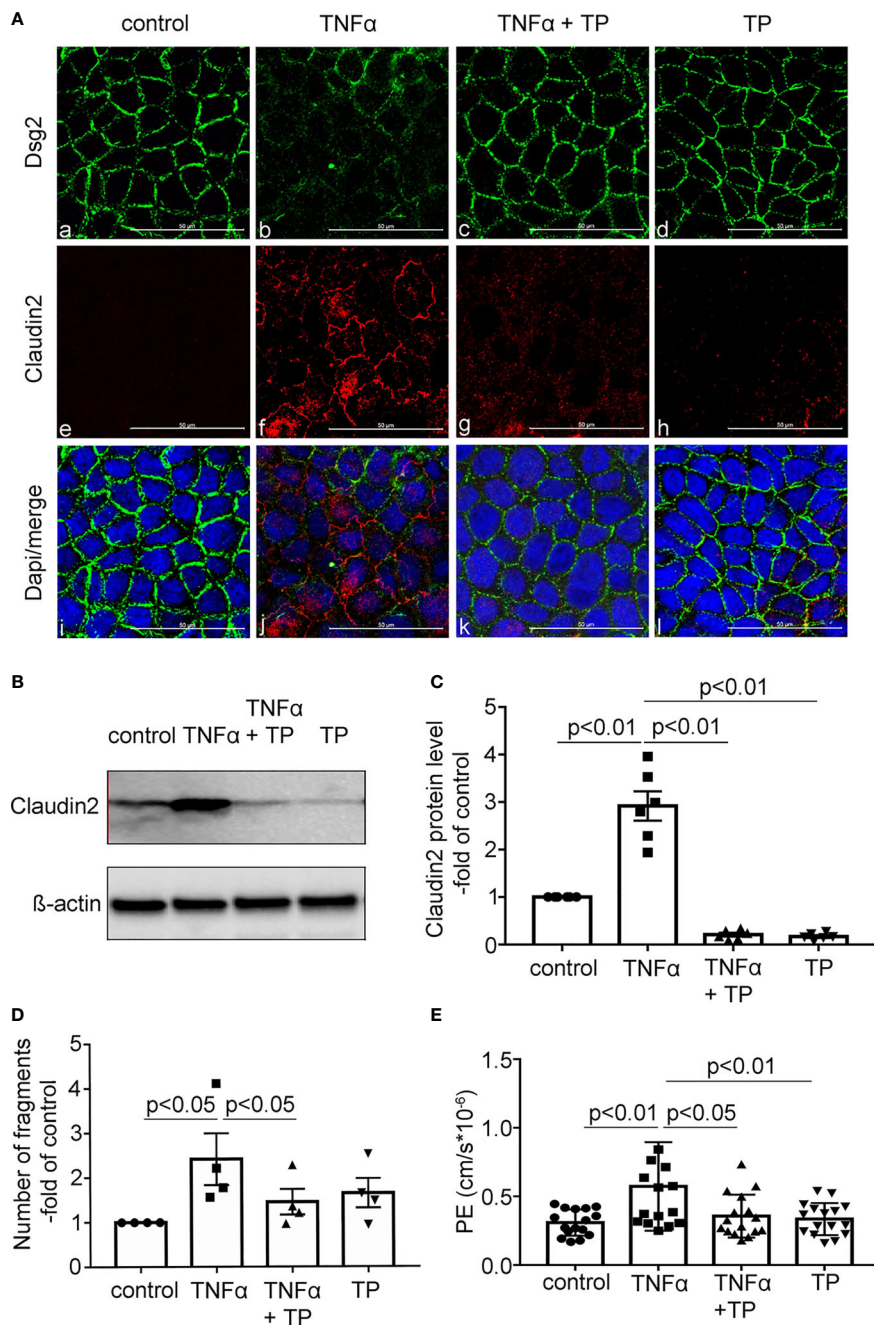 A
control TNFα TNFα + TP TP
Dsg2
a 50 µm b 50 µm c 50 µm d 50 µm
Claudin2
e 50 µm f 50 µm g 50 µm h 50 µm
Dapi/merge
i 50 µm j 50 µm k 50 µm l 50 µm
B
TNFα
control TNFα + TP TP
Claudin2
ß-actin
C
p<0.01
p<0.01 p<0.01
Claudin2 protein level
-fold of control
5
4
3
2
1
0
control TNFα TNFα TP
+ TP
D
Number of fragments
-fold of control
5
4
3
2
1
0
p<0.05 p<0.05
control TNFα TNFα TP
+ TP
E
PE (cm/s*10-6)
1.5
1.0
0.5
0.0
p<0.01
p<0.01 p<0.05
control TNFα TNFα TP
+TP